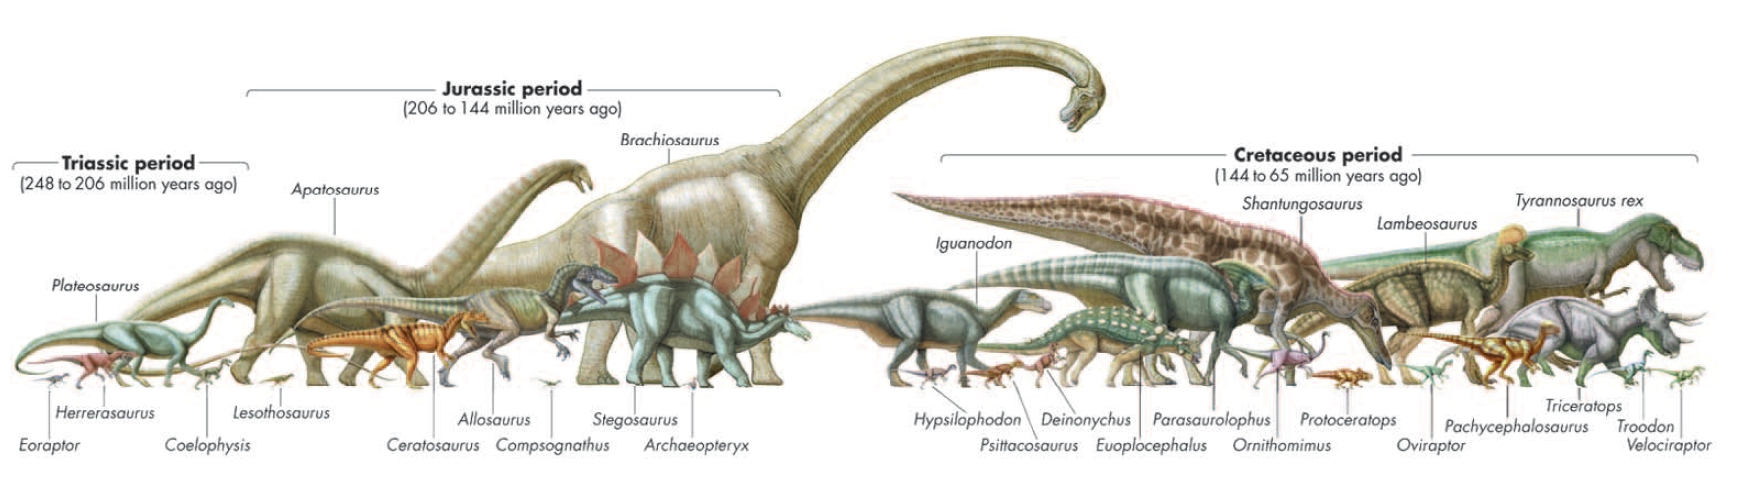 Triassic period
(248 to 206 million years ago)
Jurassic period
(206 to 144 million years ago)
Cretaceous period
(144 to 65 million years ago)
Plateosaurus
Apatosaurus
Brachiosaurus
Iguanodon
Shantungosaurus
Lambeosaurus
Tyrannosaurus rex
Herrerasaurus
Lesothosaurus
Allosaurus
Stegosaurus
Eoraptor
Coelophysis
Ceratosaurus
Compsognathus
Archaeopteryx
Hypsilophodon
Deinonychus
Parasaurolophus
Protoceratops
Triceratops
Pachycephalosaurus
Troodon
Psittacosaurus
Euoplocephalus
Ornithomimus
Oviraptor
Velociraptor